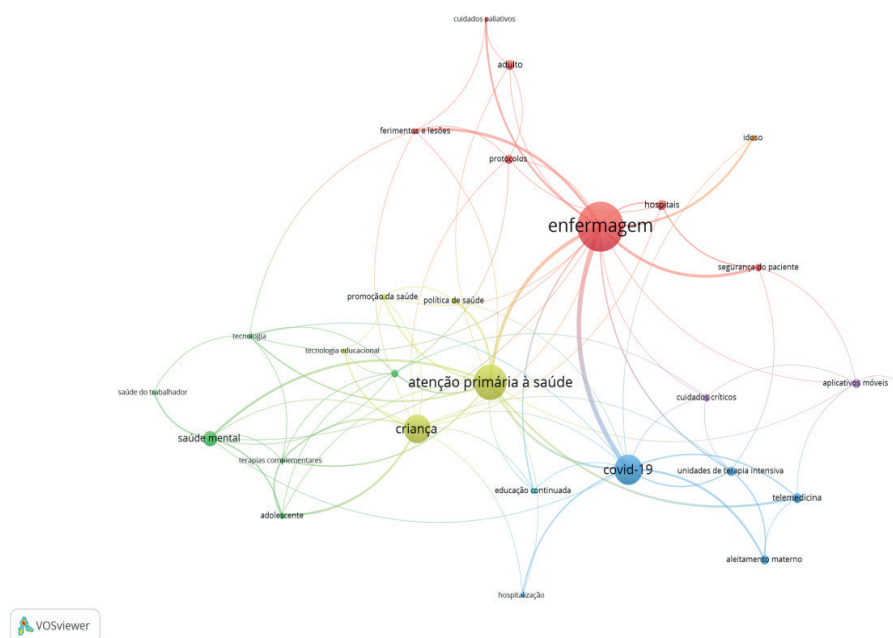 cuidados paliativos
adulto
ferimentos e lesões
idoso
protocolos
hospitais
enfermagem
segurança do paciente
promoção da saúde
política de saúde
tecnologia
tecnologia educacional
atenção primária à saúde
aplicativos móveis
saúde do trabalhador
cuidados críticos
criança
saúde mental
terapias complementares
covid-19
unidades de terapia intensiva
educação continuada
telemedicina
adolescente
aleitamento materno
hospitalização
VOSviewer